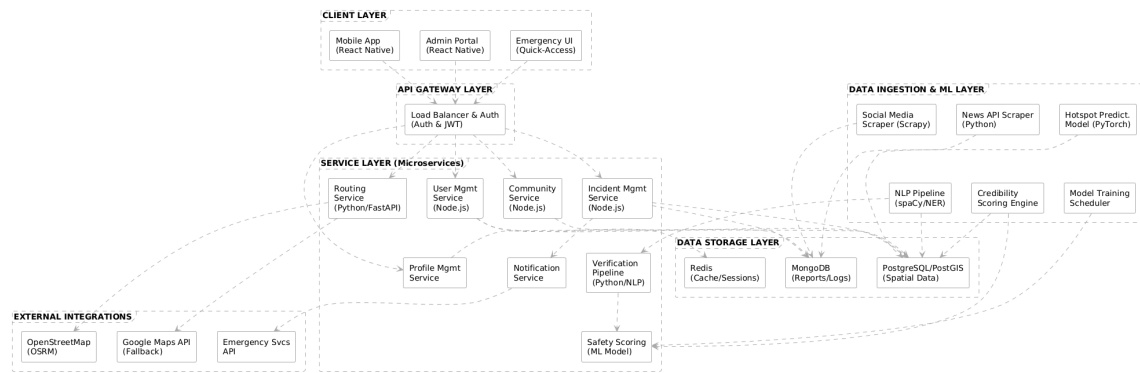 CLIENT LAYER
Mobile App
(React Native)
Admin Portal
(React Native)
Emergency UI
(Quick-Access)
API GATEWAY LAYER
Load Balancer & Auth
(Auth & JWT)
DATA INGESTION & ML LAYER
Social Media
Scraper (Scrapy)
News API Scraper
(Python)
Hotspot Predict.
Model (PyTorch)
NLP Pipeline
(spaCy/NER)
Credibility
Scoring Engine
Model Training
Scheduler
SERVICE LAYER (Microservices)
Routing
Service
(Python/FastAPI)
User Mgmt
Service
(Node.js)
Community
Service
(Node.js)
Incident Mgmt
Service
(Node.js)
Profile Mgmt
Service
Notification
Service
Verification
Pipeline
(Python/NLP)
Safety Scoring
(ML Model)
DATA STORAGE LAYER
Redis
(Cache/Sessions)
MongoDB
(Reports/Logs)
PostgreSQL/PostGIS
(Spatial Data)
EXTERNAL INTEGRATIONS
OpenStreetMap
(OSRM)
Google Maps API
(Fallback)
Emergency Svcs
API